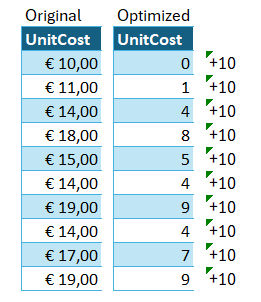 Original Optimized
UnitCost UnitCost
€ 10,00 0 +10
€ 11,00 1 +10
€ 14,00 4 +10
€ 18,00 8 +10
€ 15,00 5 +10
€ 14,00 4 +10
€ 19,00 9 +10
€ 14,00 4 +10
€ 17,00 7 +10
€ 19,00 9 +10